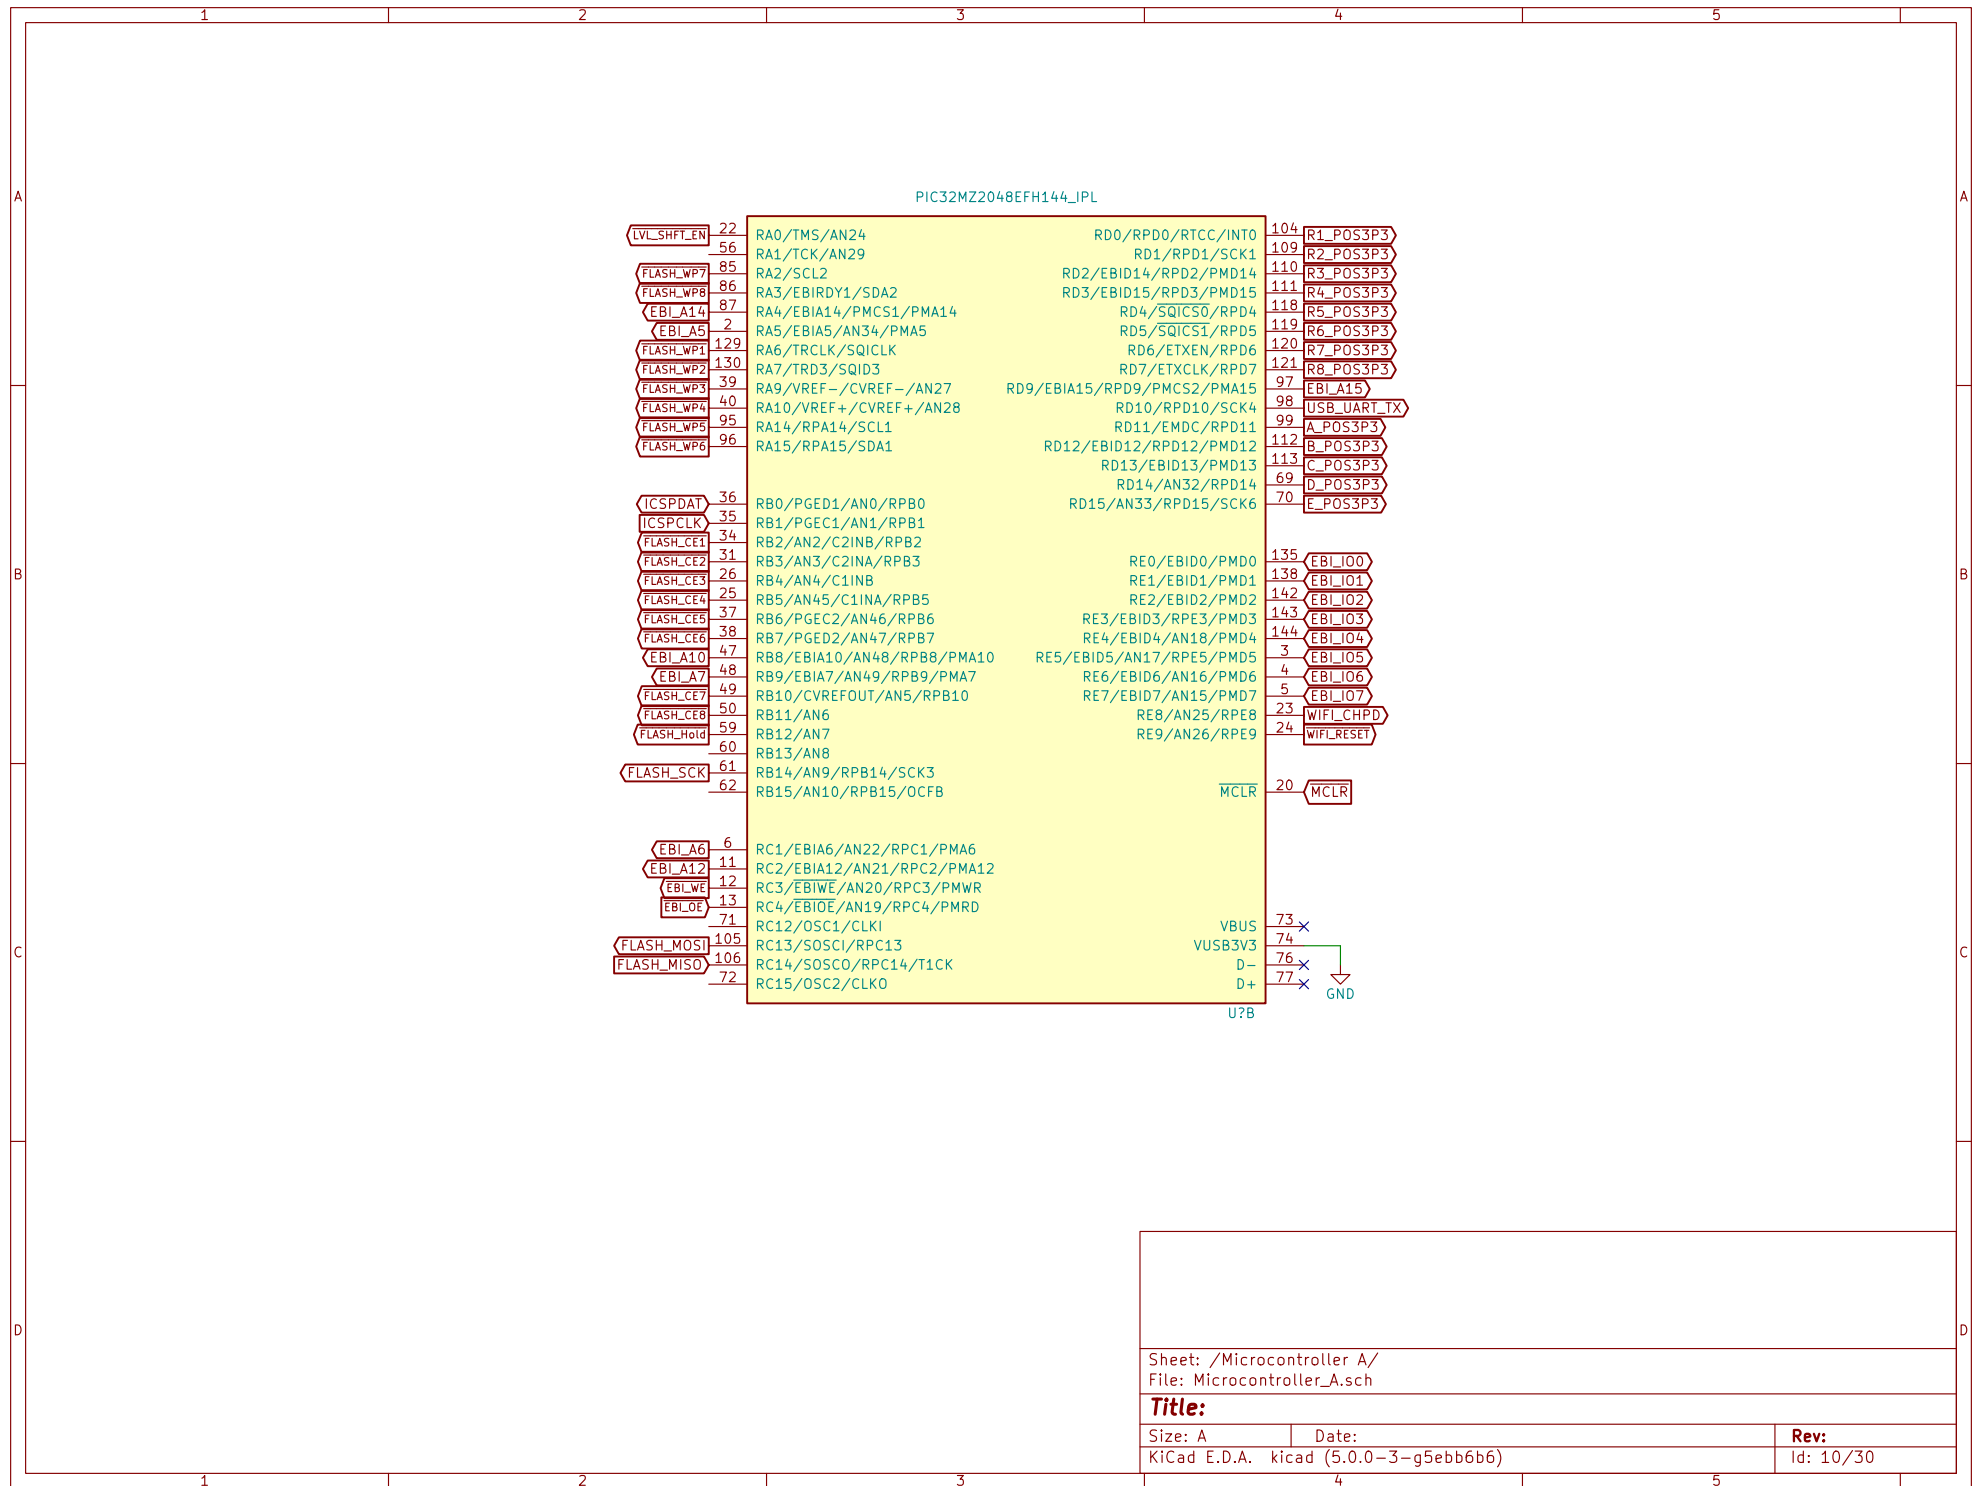 1 2 3 4 5
A A
B B
C C
D D
PIC32MZ2048EFH144_IPL
LVL_SHFT_EN 22 RA0/TMS/AN24 RD0/RPD0/RTCC/INT0 104 R1_POS3P3
56 RA1/TCK/AN29 RD1/RPD1/SCK1 109 R2_POS3P3
FLASH_WP7 85 RA2/SCL2 RD2/EBID14/RPD2/PMD14 110 R3_POS3P3
FLASH_WP8 86 RA3/EBIRDY1/SDA2 RD3/EBID15/RPD3/PMD15 111 R4_POS3P3
EBI_A14 87 RA4/EBIA14/PMCS1/PMA14 RD4/SQICS0/RPD4 118 R5_POS3P3
EBI_A5 2 RA5/EBIA5/AN34/PMA5 RD5/SQICS1/RPD5 119 R6_POS3P3
FLASH_WP1 129 RA6/TRCLK/SQICLK RD6/ETXEN/RPD6 120 R7_POS3P3
FLASH_WP2 130 RA7/TRD3/SQID3 RD7/ETXCLK/RPD7 121 R8_POS3P3
FLASH_WP3 39 RA9/VREF-/CVREF-/AN27 RD9/EBIA15/RPD9/PMCS2/PMA15 97 EBI_A15
FLASH_WP4 40 RA10/VREF+/CVREF+/AN28 RD10/RPD10/SCK4 98 USB_UART_TX
FLASH_WP5 95 RA14/RPA14/SCL1 RD11/EMDC/RPD11 99 A_POS3P3
FLASH_WP6 96 RA15/RPA15/SDA1 RD12/EBID12/RPD12/PMD12 112 B_POS3P3
RD13/EBID13/PMD13 113 C_POS3P3
RD14/AN32/RPD14 69 D_POS3P3
ICSPDAT 36 RB0/PGED1/AN0/RPB0 RD15/AN33/RPD15/SCK6 70 E_POS3P3
ICSPCLK 35 RB1/PGEC1/AN1/RPB1
FLASH_CE1 34 RB2/AN2/C2INB/RPB2
FLASH_CE2 31 RB3/AN3/C2INA/RPB3 RE0/EBID0/PMD0 135 EBI_IO0
FLASH_CE3 26 RB4/AN4/C1INB RE1/EBID1/PMD1 138 EBI_IO1
FLASH_CE4 25 RB5/AN45/C1INA/RPB5 RE2/EBID2/PMD2 142 EBI_IO2
FLASH_CE5 37 RB6/PGEC2/AN46/RPB6 RE3/EBID3/RPE3/PMD3 143 EBI_IO3
FLASH_CE6 38 RB7/PGED2/AN47/RPB7 RE4/EBID4/AN18/PMD4 144 EBI_IO4
EBI_A10 47 RB8/EBIA10/AN48/RPB8/PMA10 RE5/EBID5/AN17/RPE5/PMD5 3 EBI_IO5
EBI_A7 48 RB9/EBIA7/AN49/RPB9/PMA7 RE6/EBID6/AN16/PMD6 4 EBI_IO6
FLASH_CE7 49 RB10/CVREFOUT/AN5/RPB10 RE7/EBID7/AN15/PMD7 5 EBI_IO7
FLASH_CE8 50 RB11/AN6 RE8/AN25/RPE8 23 WIFI_CHPD
FLASH_Hold 59 RB12/AN7 RE9/AN26/RPE9 24 WIFI_RESET
60 RB13/AN8
FLASH_SCK 61 RB14/AN9/RPB14/SCK3
62 RB15/AN10/RPB15/OCFB MCLR 20 MCLR
EBI_A6 6 RC1/EBIA6/AN22/RPC1/PMA6
EBI_A12 11 RC2/EBIA12/AN21/RPC2/PMA12
EBI_WE 12 RC3/EBIWE/AN20/RPC3/PMWR
EBI_OE 13 RC4/EBIOE/AN19/RPC4/PMRD
71 RC12/OSC1/CLKI VBUS 73
FLASH_MOSI 105 RC13/SOSCI/RPC13 VUSB3V3 74
FLASH_MISO 106 RC14/SOSCO/RPC14/T1CK D- 76
72 RC15/OSC2/CLKO D+ 77
GND
U?B
Sheet: /Microcontroller A/
File: Microcontroller_A.sch
Title:
Size: A Date: Rev:
KiCad E.D.A. kicad (5.0.0-3-g5ebb6b6) Id: 10/30
1 2 3 4 5